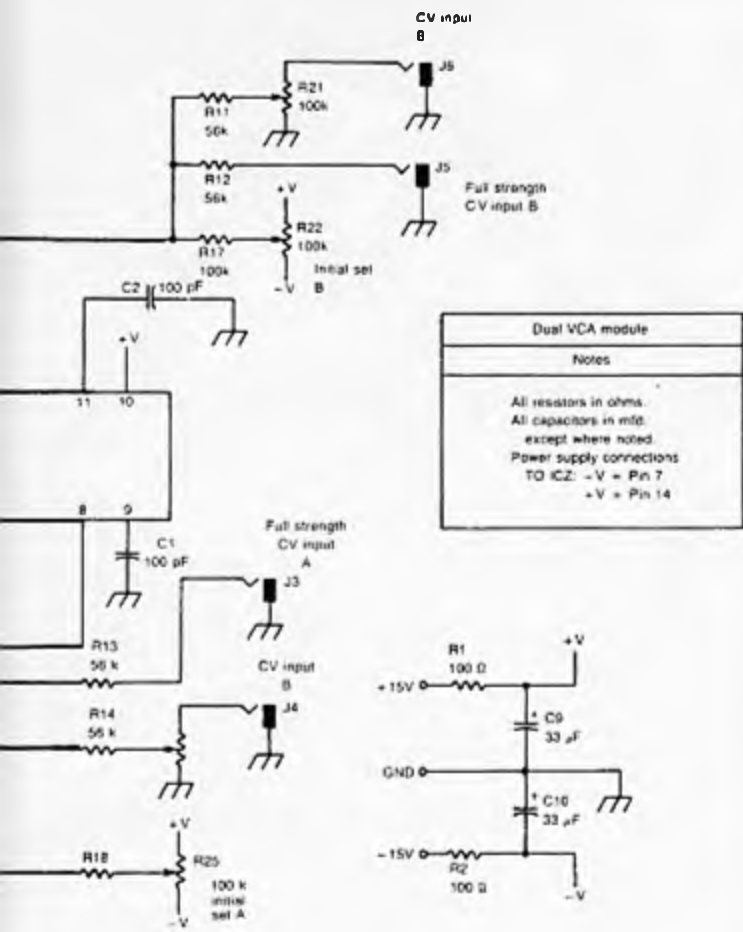 CV input
B
J6
R21
100k
R11
56k
J5
R12
56k
Full strength
CV input B
+V
R22
100k
R17
100k
Initial set
B
-V
C2
100 pF
+V
11
10
8
9
C1
100 pF
Dual VCA module
Notes
All resistors in ohms.
All capacitors in mfd.
except where noted.
Power supply connections
TO ICZ: -V = Pin 7
+V = Pin 14
Full strength
CV input
A
J3
R13
56 k
CV input
B
J4
R14
56 k
+V
R18
R25
100 k
initial
set A
-V
R1
100 Ω
+V
+15V
+
C9
33 µF
GND
+
C10
33 µF
-15V
R2
100 Ω
-V